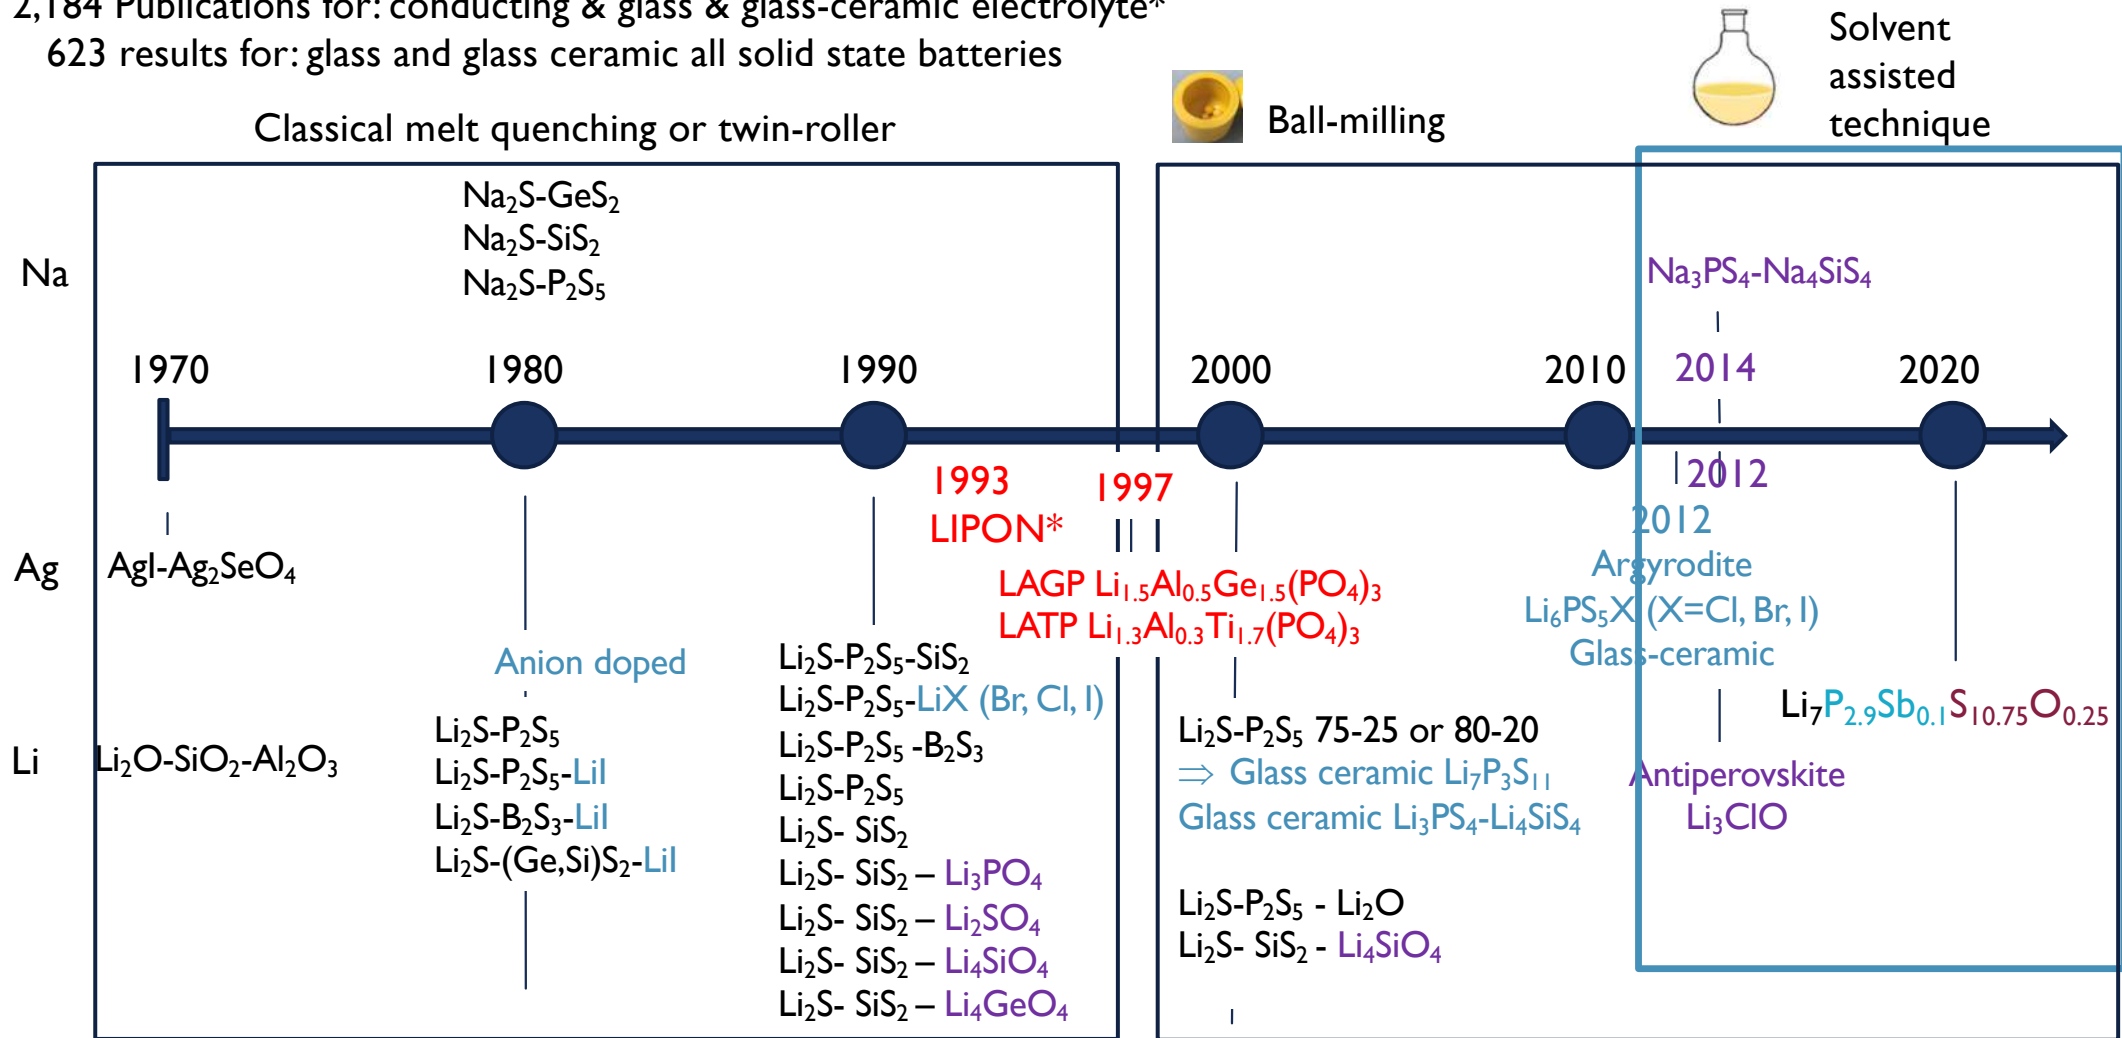 2,184 Publications for: conducting & glass & glass-ceramic electrolyte*
623 results for: glass and glass ceramic all solid state batteries
Solvent
assisted
technique
Classical melt quenching or twin-roller
Ball-milling
Na₂S-GeS₂
Na₂S-SiS₂
Na₂S-P₂S₅
Na
Na₃PS₄-Na₄SiS₄
1970
1980
1990
2000
2010
2014
2020
1993
LIPON*
1997
2012
2012
Argyrodite
Li₆PS₅X (X=Cl, Br, I)
Glass-ceramic
Ag
AgI-Ag₂SeO₄
LAGP Li₁.₅Al₀.₅Ge₁.₅(PO₄)₃
LATP Li₁.₃Al₀.₃Ti₁.₇(PO₄)₃
Li
Li₂O-SiO₂-Al₂O₃
Anion doped
Li₂S-P₂S₅
Li₂S-P₂S₅-LiI
Li₂S-B₂S₃-LiI
Li₂S-(Ge,Si)S₂-LiI
Li₂S-P₂S₅-SiS₂
Li₂S-P₂S₅-LiX (Br, Cl, I)
Li₂S-P₂S₅ -B₂S₃
Li₂S-P₂S₅
Li₂S- SiS₂
Li₂S- SiS₂ – Li₃PO₄
Li₂S- SiS₂ – Li₂SO₄
Li₂S- SiS₂ – Li₄SiO₄
Li₂S- SiS₂ – Li₄GeO₄
Li₂S-P₂S₅ 75-25 or 80-20
⇒ Glass ceramic Li₇P₃S₁₁
Glass ceramic Li₃PS₄-Li₄SiS₄
Li₂S-P₂S₅ - Li₂O
Li₂S- SiS₂ - Li₄SiO₄
Antiperovskite
Li₃ClO
Li₇P₂.₉Sb₀.₁S₁₀.₇₅O₀.₂₅